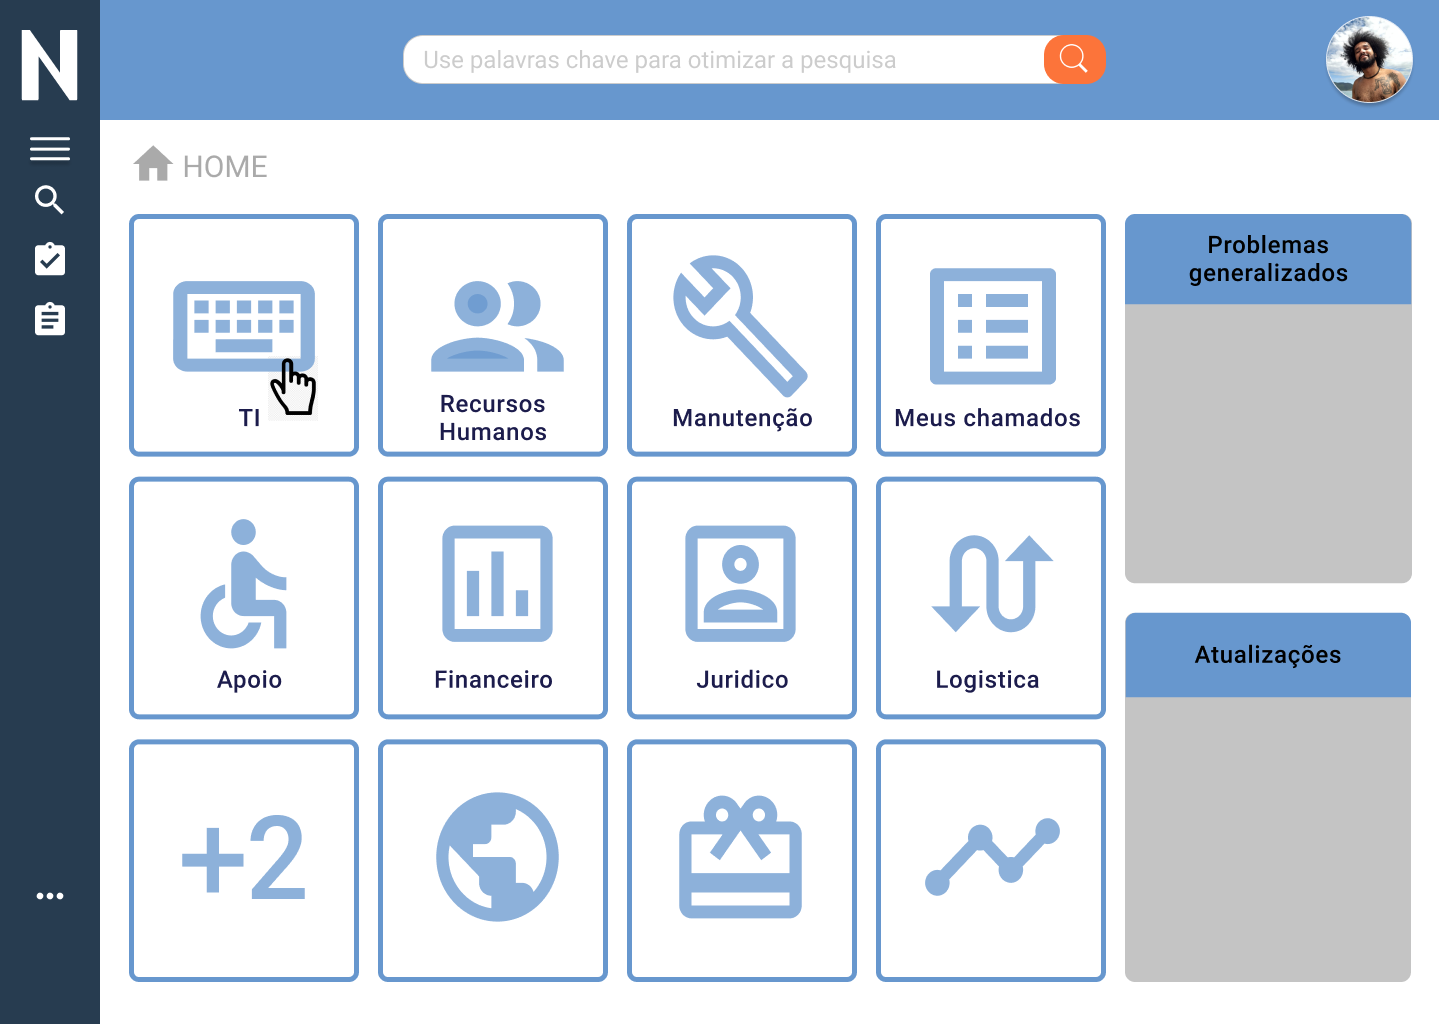 N
Use palavras chave para otimizar a pesquisa
HOME
TI
Recursos
Humanos
Manutenção
Meus chamados
Problemas
generalizados
Apoio
Financeiro
Juridico
Logistica
Atualizações
+2